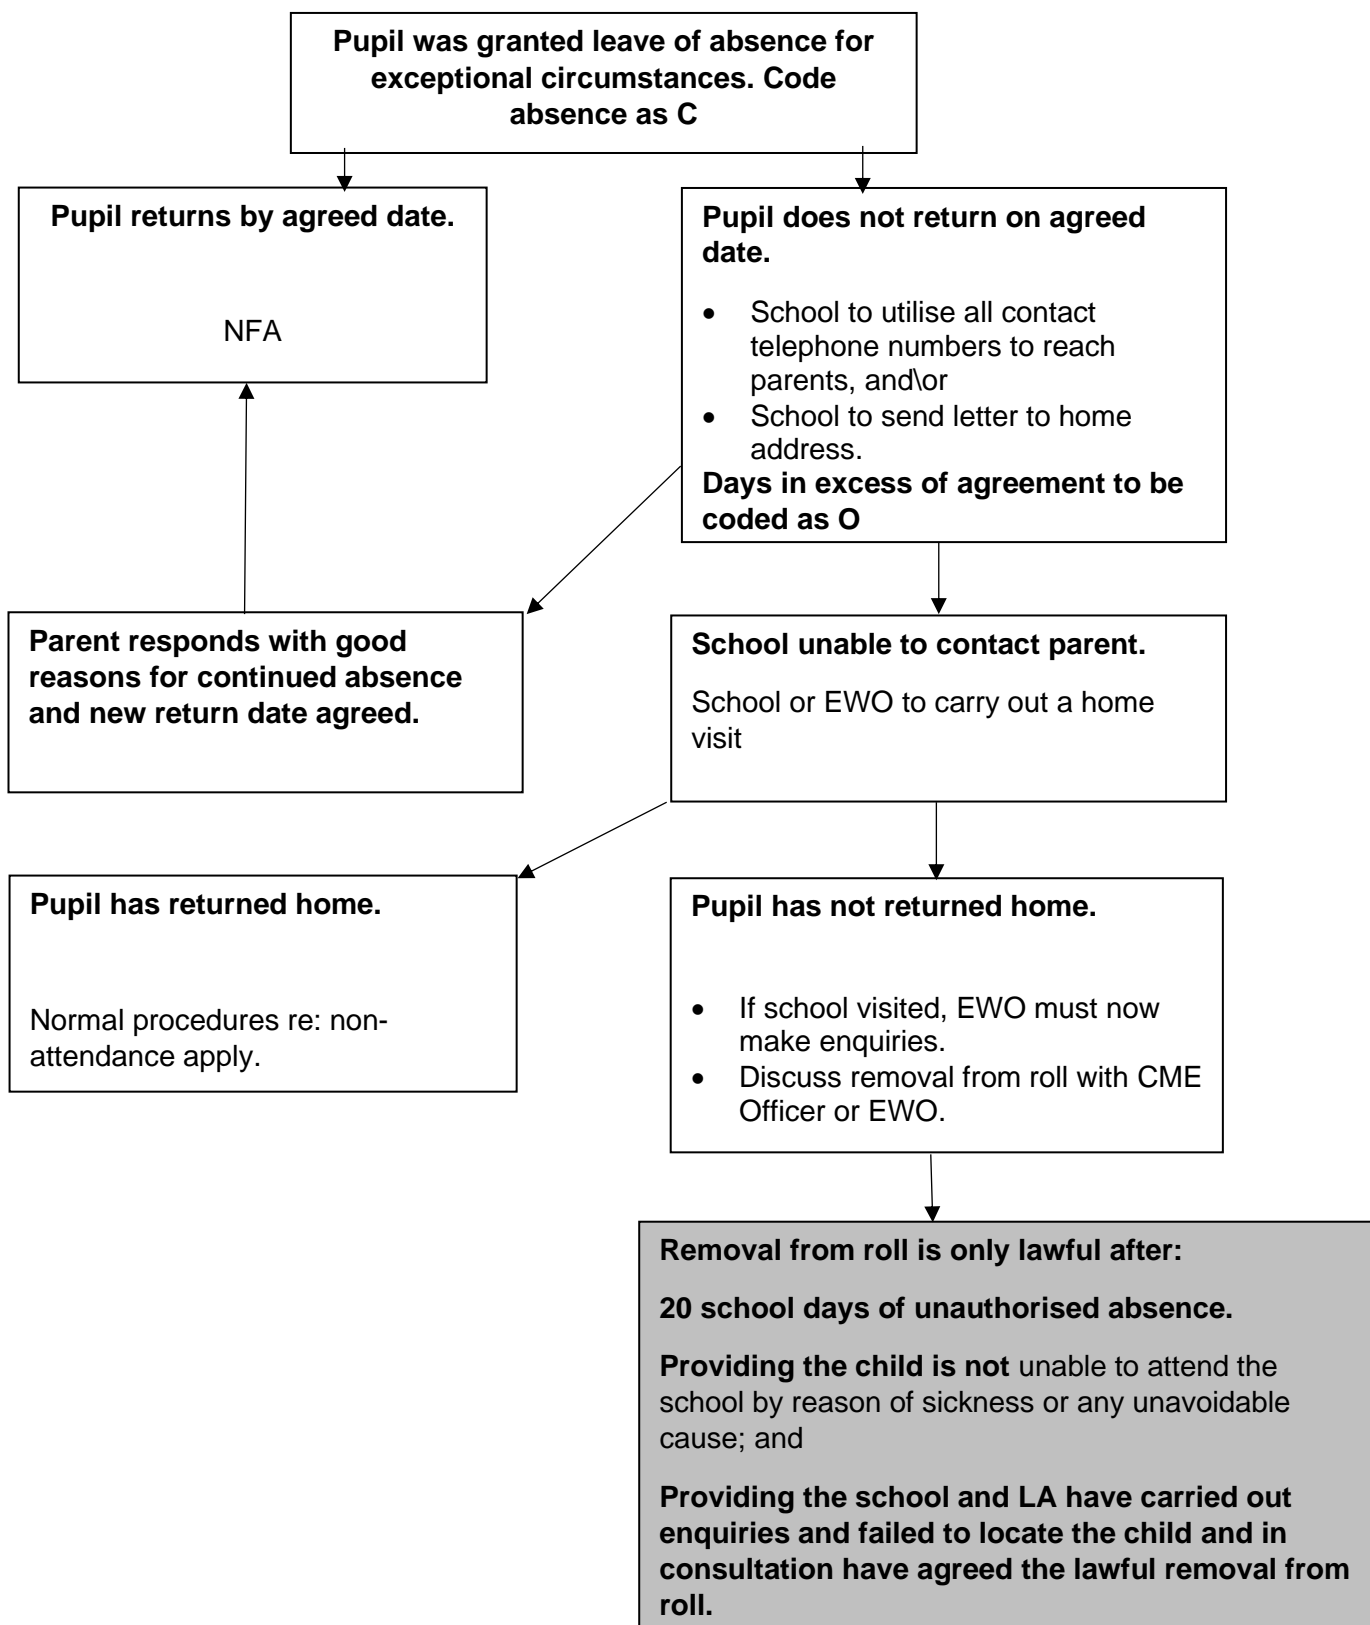 Pupil was granted leave of absence for
exceptional circumstances. Code
absence as C
Pupil returns by agreed date.
NFA
Pupil does not return on agreed
date.
• School to utilise all contact
telephone numbers to reach
parents, and\or
• School to send letter to home
address.
Days in excess of agreement to be
coded as O
Parent responds with good
reasons for continued absence
and new return date agreed.
School unable to contact parent.
School or EWO to carry out a home
visit
Pupil has returned home.
Normal procedures re: non-
attendance apply.
Pupil has not returned home.
• If school visited, EWO must now
make enquiries.
• Discuss removal from roll with CME
Officer or EWO.
Removal from roll is only lawful after:
20 school days of unauthorised absence.
Providing the child is not unable to attend the
school by reason of sickness or any unavoidable
cause; and
Providing the school and LA have carried out
enquiries and failed to locate the child and in
consultation have agreed the lawful removal from
roll.